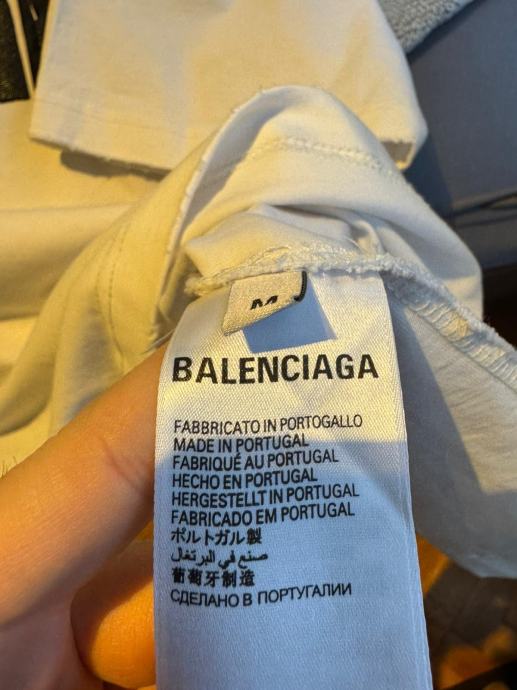 M
BALENCIAGA
FABBRICATO IN PORTOGALLO
MADE IN PORTUGAL
FABRIQUÉ AU PORTUGAL
HECHO EN PORTUGAL
HERGESTELLT IN PORTUGAL
FABRICADO EM PORTUGAL
ポルトガル製
صنع في البرتغال
葡萄牙制造
СДЕЛАНО В ПОРТУГАЛИИ